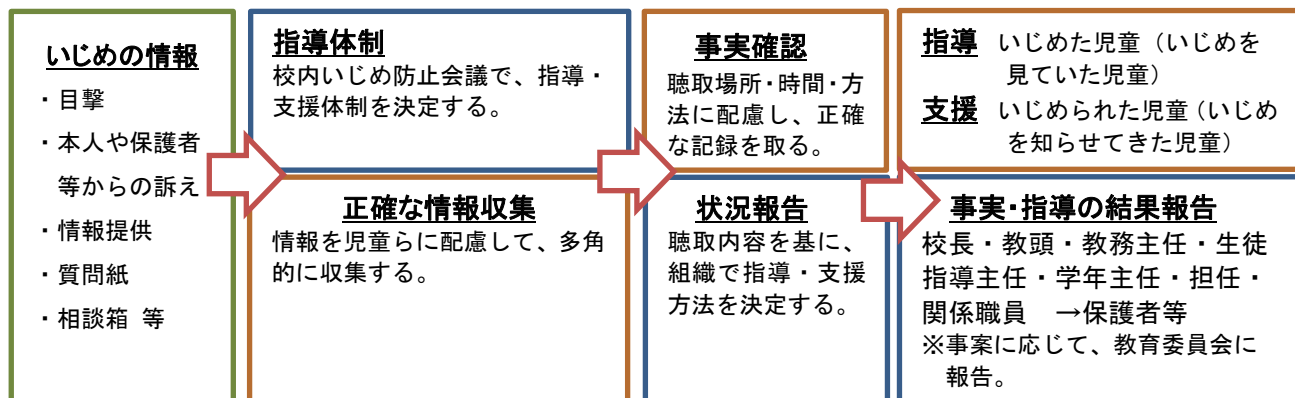 いじめの情報
・目撃
・本人や保護者
等からの訴え
・情報提供
・質問紙
・相談箱 等
指導体制
校内いじめ防止会議で、指導・
支援体制を決定する。
正確な情報収集
情報を児童らに配慮して、多角
的に収集する。
事実確認
聴取場所・時間・方
法に配慮し、正確
な記録を取る。
状況報告
聴取内容を基に、
組織で指導・支援
方法を決定する。
指導 いじめた児童（いじめを
見ていた児童）
支援 いじめられた児童（いじめ
を知らせてきた児童）
事実・指導の結果報告
校長・教頭・教務主任・生徒
指導主任・学年主任・担任・
関係職員 →保護者等
※事案に応じて、教育委員会に
報告。